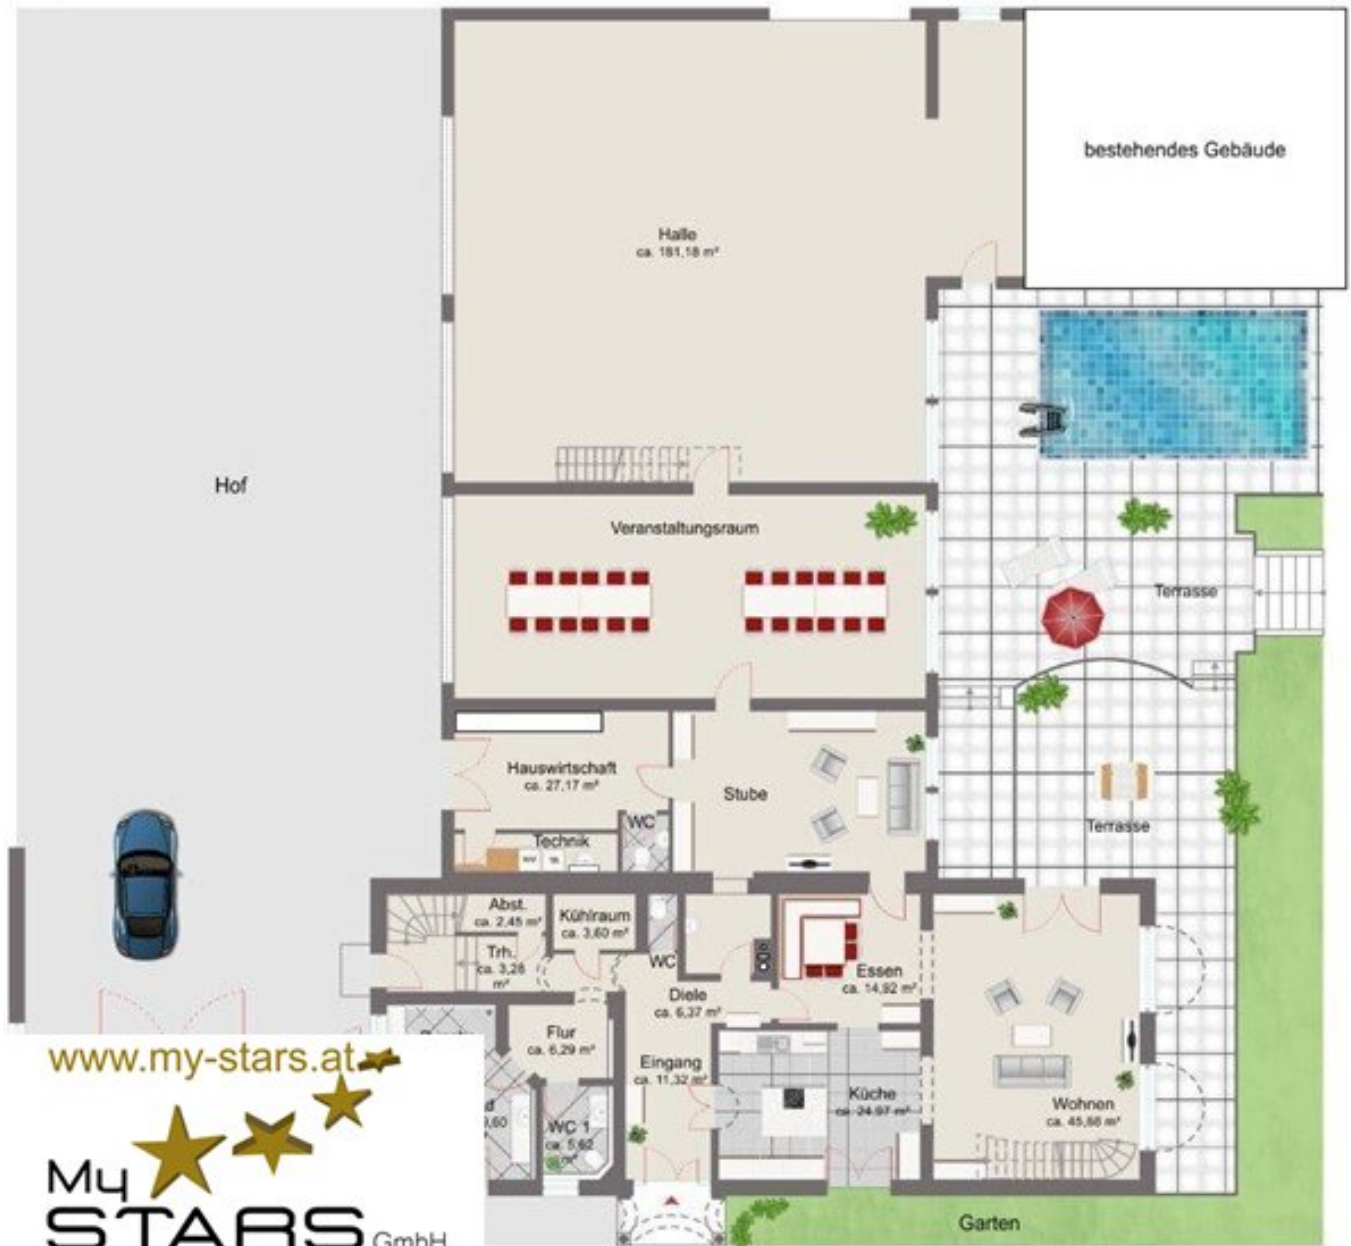 bestehendes Gebäude
Halle
ca. 181,18 m²
Hof
Veranstaltungsraum
Terrasse
Hauswirtschaft
ca. 27,17 m²
Stube
WC
Technik
Terrasse
Abst.
ca. 2,45 m²
Kühlraum
ca. 3,60 m²
Trh.
ca. 3,28
m²
WC
Essen
ca. 14,92 m²
Diele
ca. 6,37 m²
Flur
ca. 6,29 m²
Eingang
ca. 11,32 m²
Küche
ca. 24,97 m²
Wohnen
ca. 45,88 m²
WC 1
ca. 5,62
m²
Garten
www.my-stars.at
My
STARS GmbH